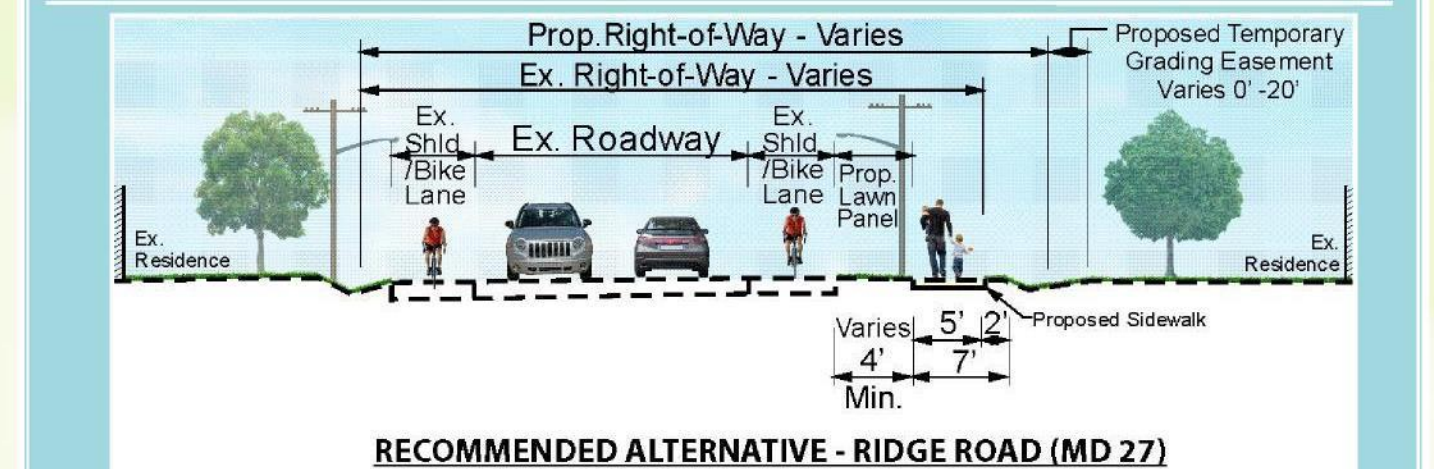 Prop.Right-of-Way - Varies
Ex. Right-of-Way - Varies
Proposed Temporary
Grading Easement
Varies 0' -20'
Ex.
Shld
/Bike
Lane
Ex. Roadway
Ex.
Shld
/Bike
Lane
Prop.
Lawn
Panel
Ex.
Residence
Ex.
Residence
Proposed Sidewalk
Varies
4'
Min.
5'
2'
7'
RECOMMENDED ALTERNATIVE - RIDGE ROAD (MD 27)